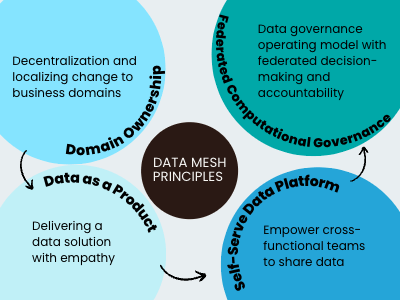 Decentralization and
localizing change to
business domains
Domain Ownership
Data governance
operating model with
federated decision-
making and
accountability
Federated Computational Governance
DATA MESH
PRINCIPLES
Data as a Product
Delivering a
data solution
with empathy
Self-Serve Data Platform
Empower cross-
functional teams
to share data